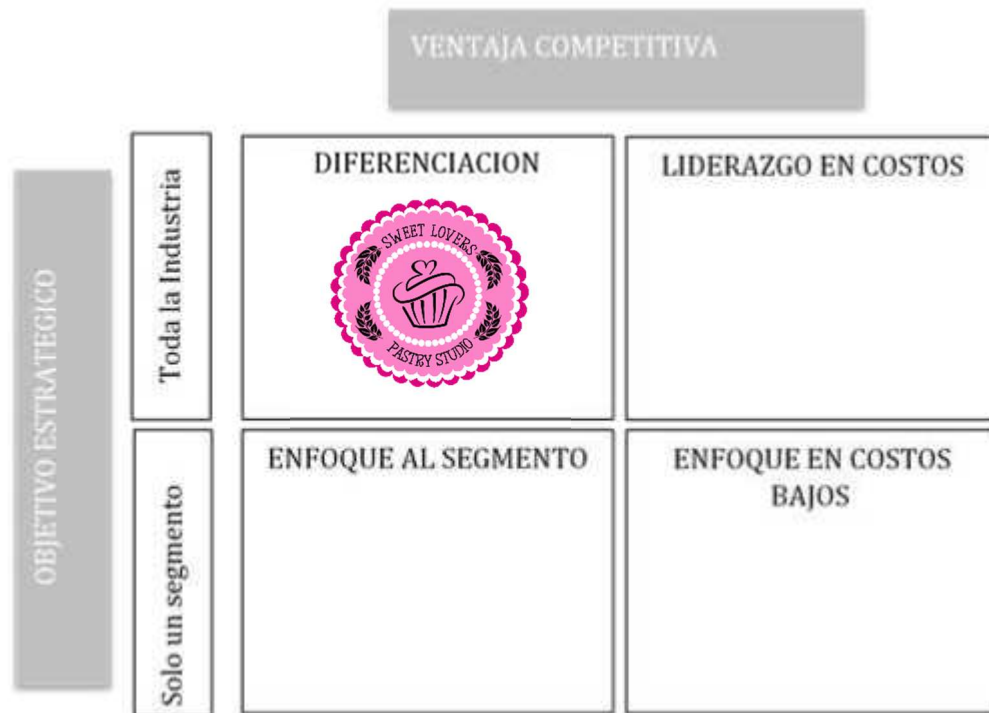 VENTAJA COMPETITIVA
OBJETIVO ESTRATEGICO
Toda la Industria
DIFERENCIACION
SWEET LOVERS'
PASTRY STUDIO
LIDERAZGO EN COSTOS
Solo un segmento
ENFOQUE AL SEGMENTO
ENFOQUE EN COSTOS
BAJOS